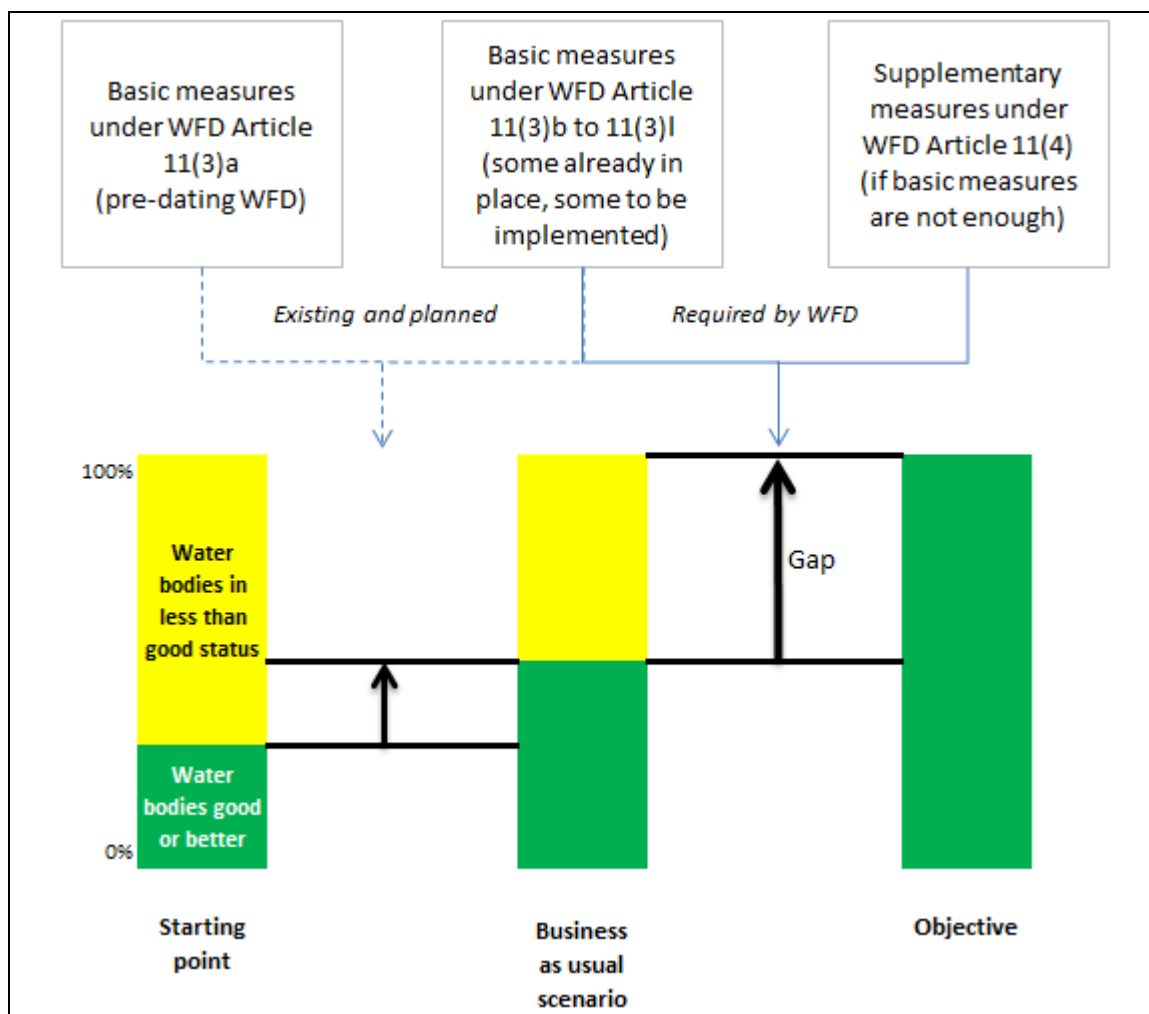 Basic measures
under WFD Article
11(3)a
(pre-dating WFD)
Basic measures
under WFD Article
11(3)b to 11(3)l
(some already in
place, some to be
implemented)
Supplementary
measures under
WFD Article 11(4)
(if basic measures
are not enough)
Existing and planned
Required by WFD
100%
Water
bodies in
less than
good status
Gap
Water
bodies good
or better
0%
Starting
point
Business
as usual
scenario
Objective